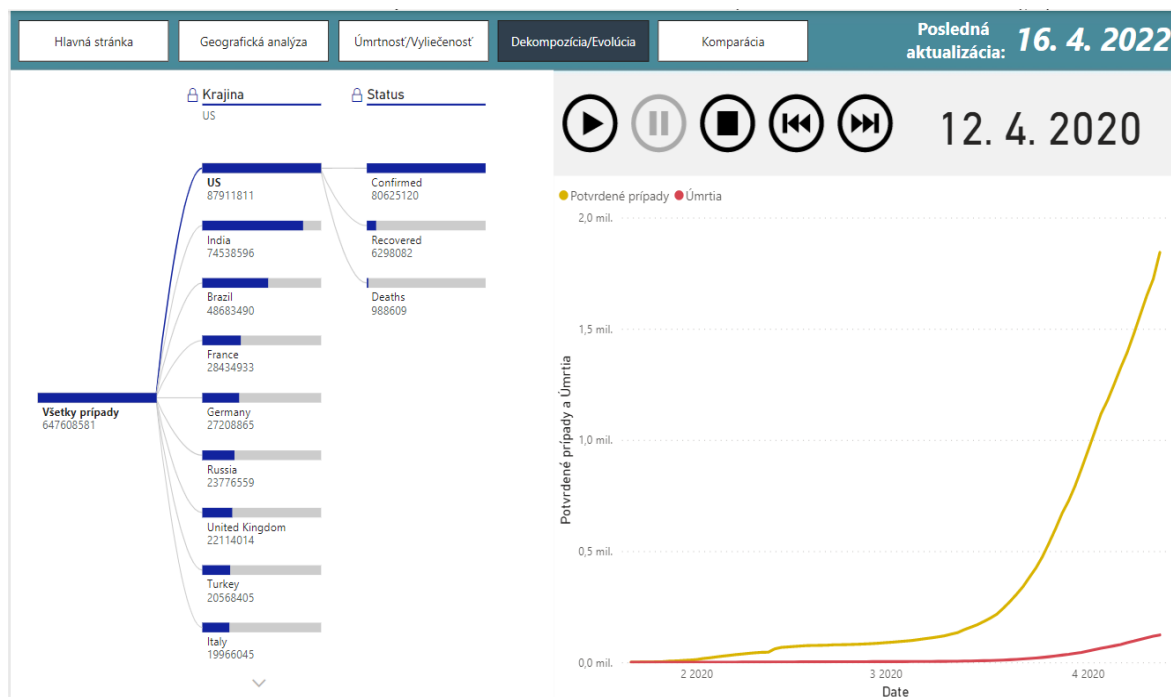 Hlavná stránka
Geografická analýza
Úmrtnosť/Vyliečenosť
Dekompozícia/Evolúcia
Komparácia
Posledná
aktualizácia:
16. 4. 2022
Krajina
US
Status
US
87911811
India
74538596
Brazil
48683490
France
28434933
Germany
27208865
Russia
23776559
United Kingdom
22114014
Turkey
20568405
Italy
19966045
Všetky prípady
647608581
Confirmed
80625120
Recovered
6298082
Deaths
988609
12. 4. 2020
Potvrdené prípady
Úmrtia
Potvrdené prípady a Úmrtia
2,0 mil.
1,5 mil.
1,0 mil.
0,5 mil.
0,0 mil.
2 2020
3 2020
4 2020
Date